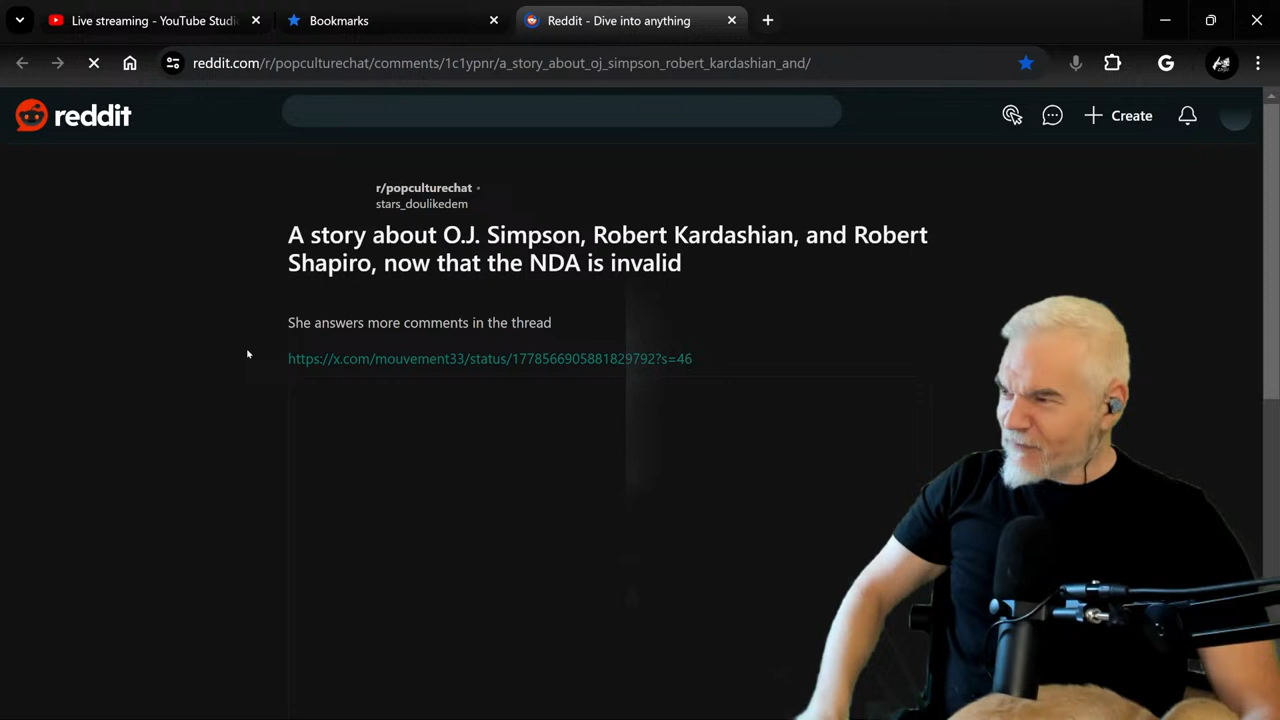 Live streaming - YouTube Studi
Bookmarks
Reddit - Dive into anything
reddit.com/r/popculturechat/comments/1c1ypnr/a_story_about_oj_simpson_robert_kardashian_and/
reddit
Create
r/popculturechat •
stars_doulikedem
A story about O.J. Simpson, Robert Kardashian, and Robert
Shapiro, now that the NDA is invalid
She answers more comments in the thread
https://x.com/mouvement33/status/1778566905881829792?s=46